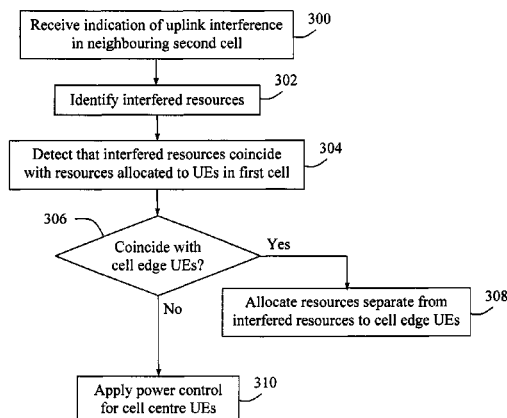 Receive indication of uplink interference
in neighbouring second cell
300
302
Identify interfered resources
Detect that interfered resources coincide
with resources allocated to UEs in first cell
304
306
Coincide with
cell edge UEs?
Yes
No
Allocate resources separate from
interfered resources to cell edge UEs
308
310
Apply power control
for cell centre UEs